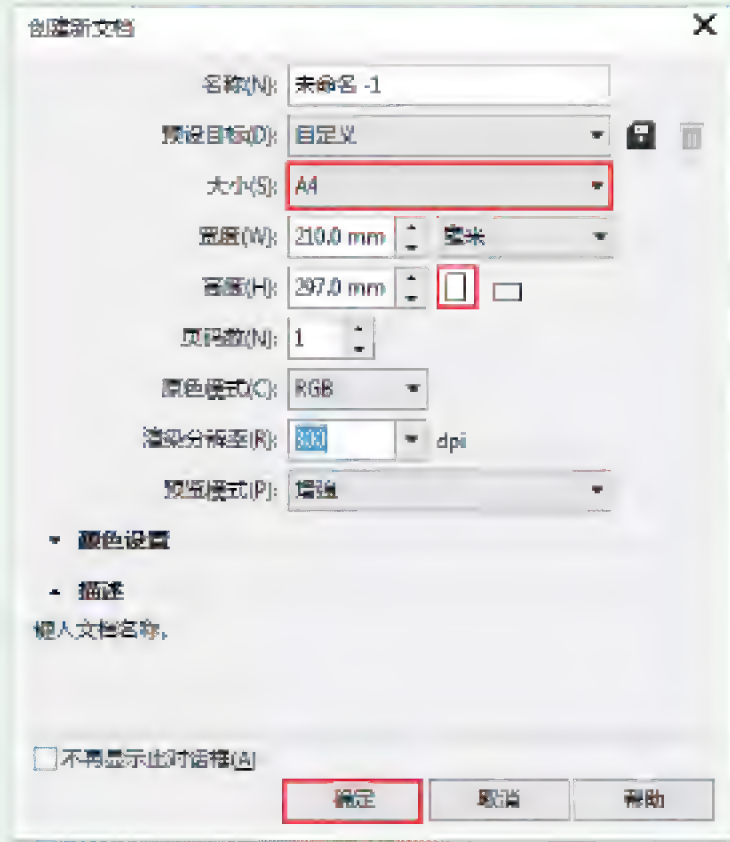 创建新文档
名称(N): 未命名 -1
预设目标(D): 自定义
大小(S): A4
宽度(W): 210.0 mm 毫米
高度(H): 297.0 mm
页码数(N): 1
原色模式(C): RGB
渲染分辨率(R): 300 dpi
预览模式(P): 增强
颜色设置
描述
键入文档名称。
不再显示此对话框(A)
确定 取消 帮助